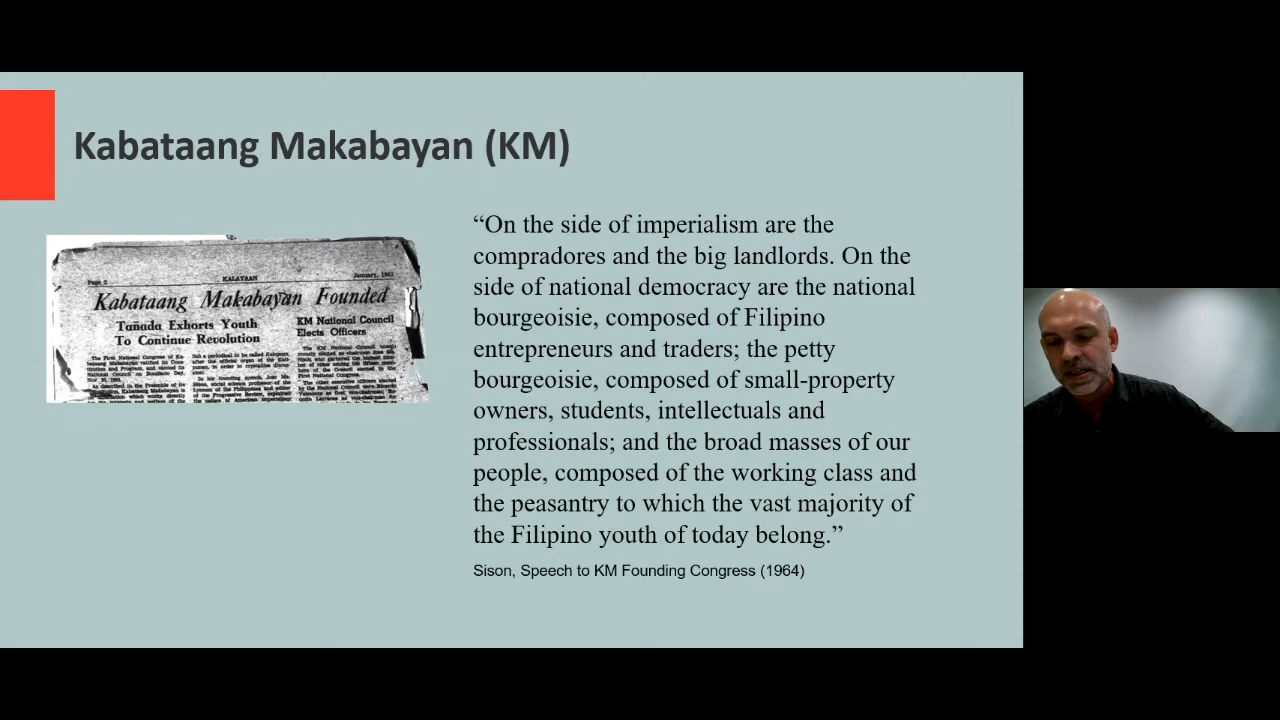 Kabataang Makabayan (KM)
Page 2
KALAYAAN
January, 196
Kabataang Makabayan Founded
Tañada Exhorts Youth
To Continue Revolution
KM National Council
Elects Officers
“On the side of imperialism are the
compradores and the big landlords. On the
side of national democracy are the national
bourgeoisie, composed of Filipino
entrepreneurs and traders; the petty
bourgeoisie, composed of small-property
owners, students, intellectuals and
professionals; and the broad masses of our
people, composed of the working class and
the peasantry to which the vast majority of
the Filipino youth of today belong.”
Sison, Speech to KM Founding Congress (1964)